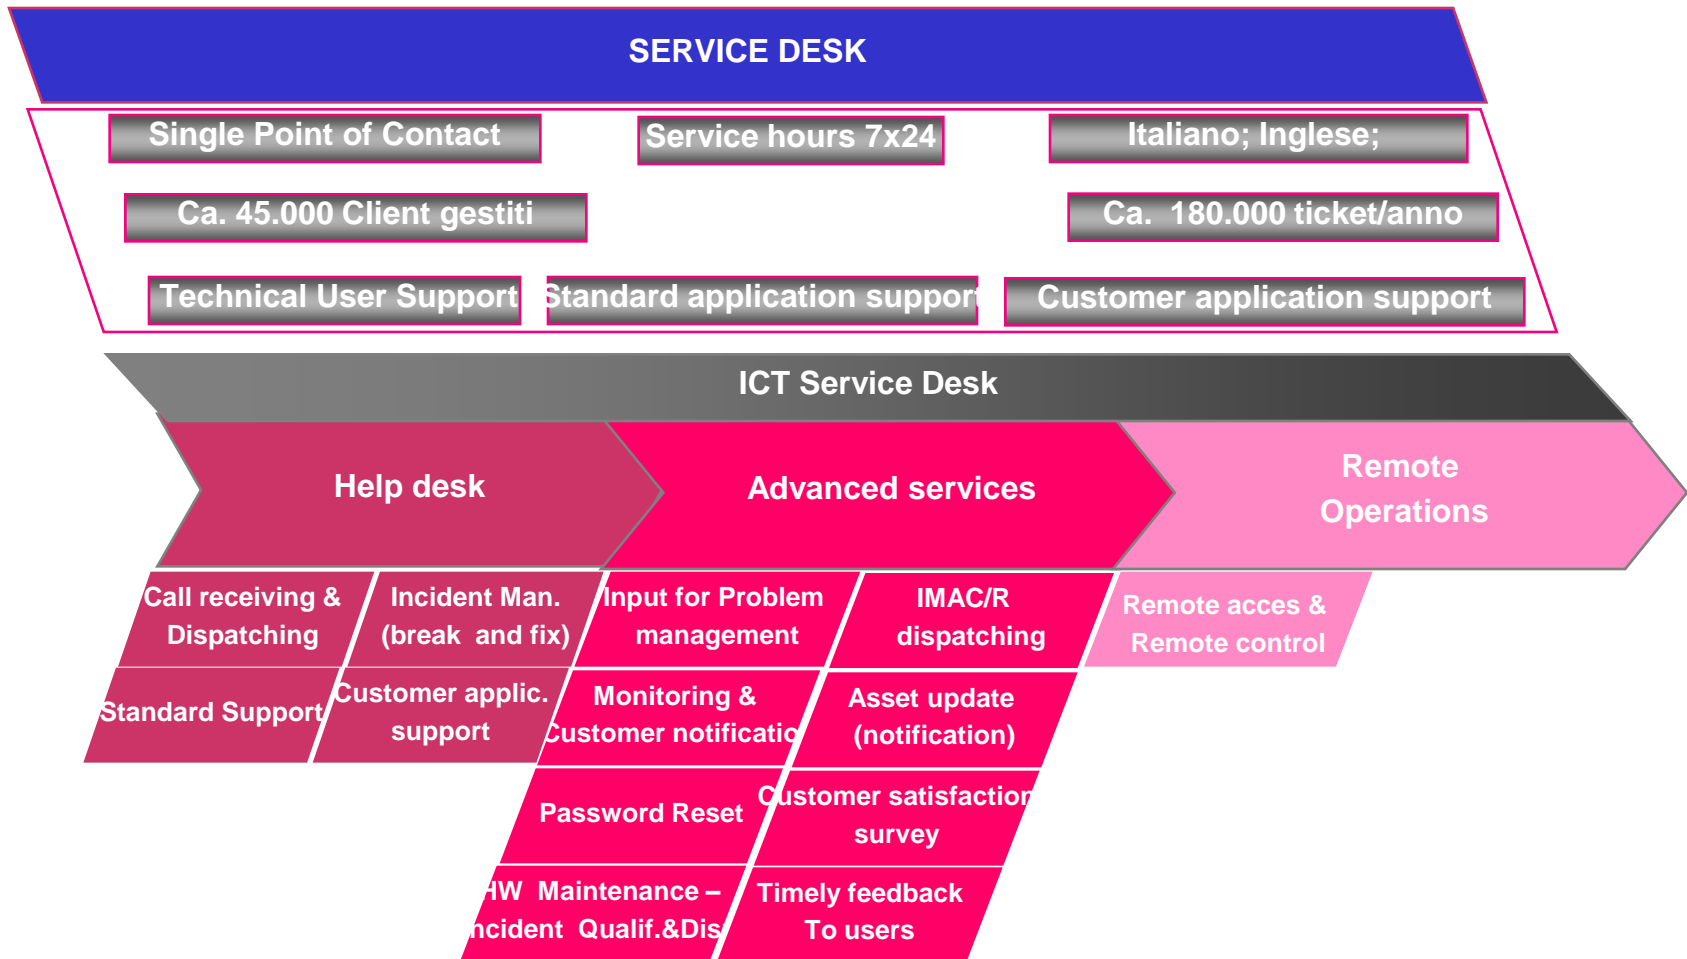 SERVICE DESK
Single Point of Contact
Service hours 7x24
Italiano; Inglese;
Ca. 45.000 Client gestiti
Ca. 180.000 ticket/anno
Technical User Support
Standard application support
Customer application support
ICT Service Desk
Help desk
Advanced services
Remote
Operations
Call receiving &
Dispatching
Incident Man.
(break and fix)
Input for Problem
management
IMAC/R
dispatching
Remote acces &
Remote control
Standard Support
Customer applic.
support
Monitoring &
Customer notificatio
Asset update
(notification)
Password Reset
Customer satisfaction
survey
HW Maintenance –
Incident Qualif.&Dis
Timely feedback
To users